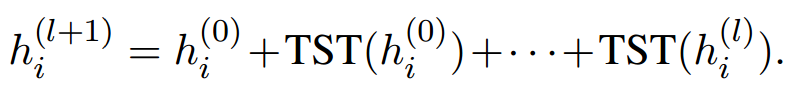 h_i^{(l+1)} = h_i^{(0)} + TST(h_i^{(0)}) + ⋯ + TST(h_i^{(l)}).